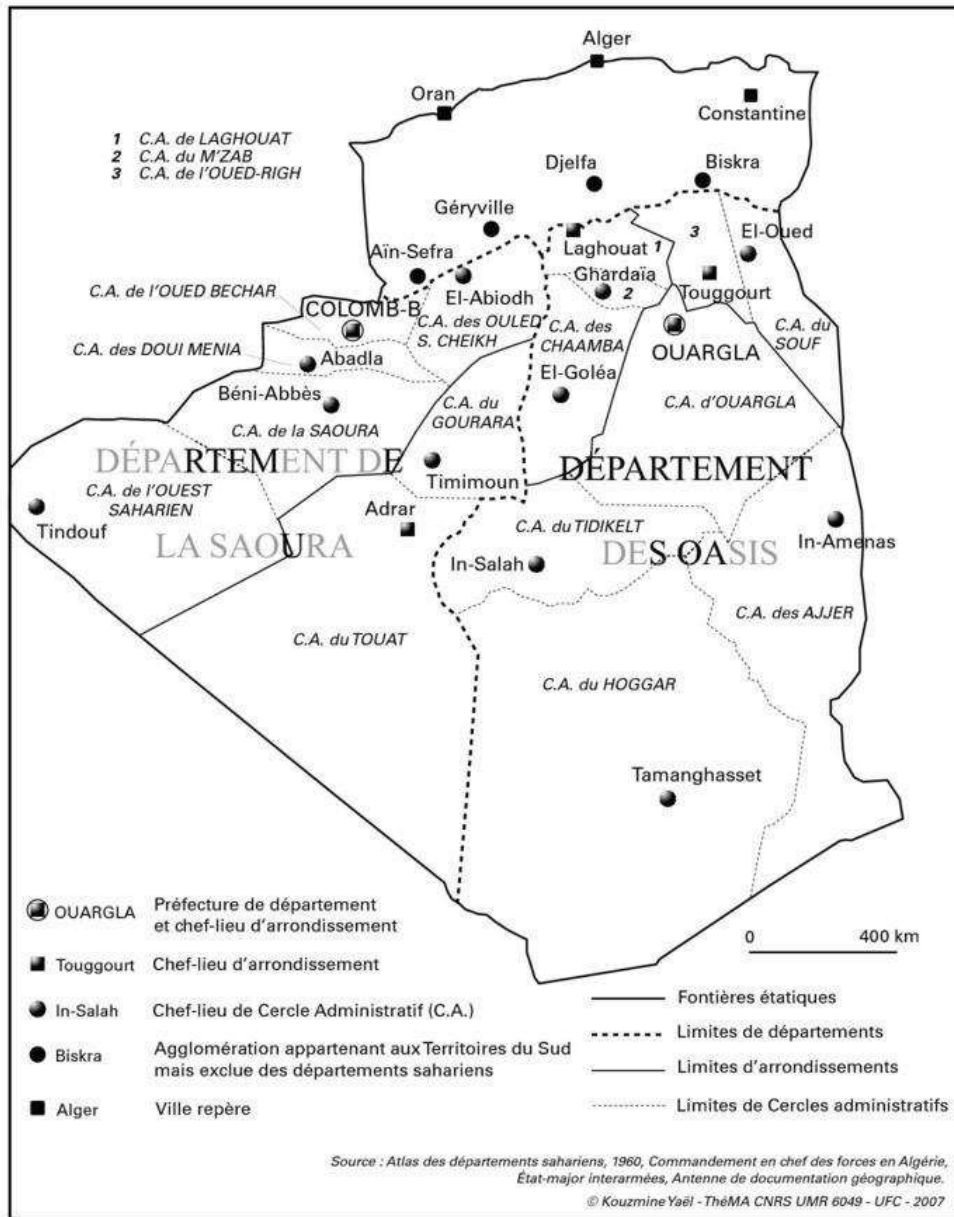 Alger
Oran
Constantine
1 C.A. de LAGHOUAT
2 C.A. du M'ZAB
3 C.A. de l'OUED-RIGH
Djelfa
Biskra
Géryville
3
El-Oued
Laghouat
1
Aïn-Sefra
Ghardaïa
2
Touggourt
C.A. de l'OUED BECHAR
El-Abiodh
COLOMB-B
C.A. des OULED
S. CHEIKH
C.A. des
CHAAMBA
C.A. du
SOUF
OUARGLA
C.A. des DOUI MENIA
Abadla
El-Goléa
Béni-Abbès
C.A. du
GOURARA
C.A. d'OUARGLA
C.A. de la SAOURA
DÉPARTEMENT DE
LA SAOURA
DÉPARTEMENT
DES OASIS
C.A. de l'OUEST
SAHARIEN
Timimoun
Tindouf
Adrar
C.A. du TIDIKELT
In-Amenas
In-Salah
C.A. des AJJER
C.A. du TOUAT
C.A. du HOGGAR
Tamanghasset
OUARGLA Préfecture de département
et chef-lieu d'arrondissement
Touggourt Chef-lieu d'arrondissement
In-Salah Chef-lieu de Cercle Administratif (C.A.)
Biskra Agglomération appartenant aux Territoires du Sud
mais exclue des départements sahariens
Alger Ville repère
0 400 km
Fontières étatiques
Limites de départements
Limites d'arrondissements
Limites de Cercles administratifs
Source : Atlas des départements sahariens, 1960, Commandement en chef des forces en Algérie,
État-major interarmées, Antenne de documentation géographique.
© Kouzmine Yaël - ThéMA CNRS UMR 6049 - UFC - 2007